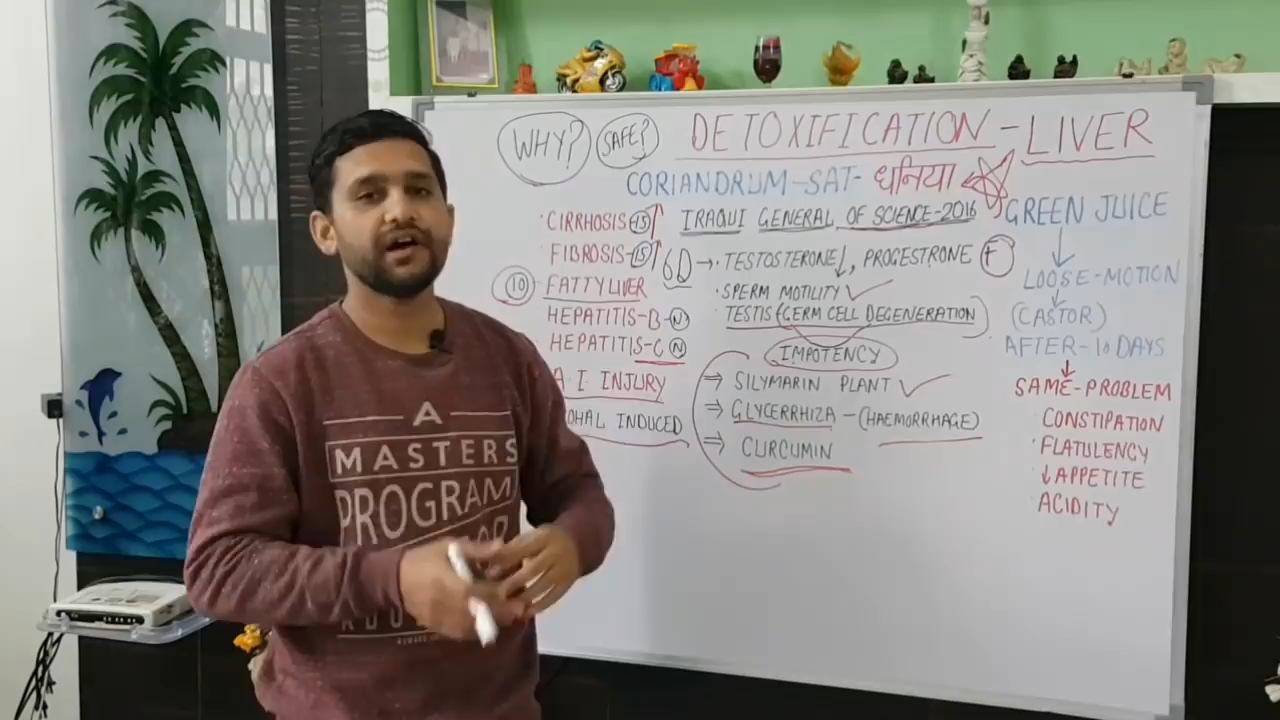 WHY? SAFE? DETOXIFICATION - LIVER
CORIANDRUM-SAT- धनिया
CIRRHOSIS 15 ↑
FIBROSIS 15 ↑
10 FATTY LIVER
HEPATITIS-B-N
HEPATITIS-C N
A.I. INJURY
OHAL INDUCED
IRAQUI GENERAL OF SCIENCE-2016
6D → · TESTOSTERONE↓, PROGESTRONE F
· SPERM MOTILITY ✓
· TESTIS (GERM CELL DEGENERATION)
IMPOTENCY
⇒ SILYMARIN PLANT ✓
⇒ GLYCERRHIZA - (HAEMORRHAGE)
⇒ CURCUMIN
GREEN JUICE
↓
LOOSE-MOTION
↓
(CASTOR)
AFTER-10 DAYS
↓
SAME-PROBLEM
· CONSTIPATION
· FLATULENCY
· ↓ APPETITE
· ACIDITY
A
MASTERS
PROGRAM
OR